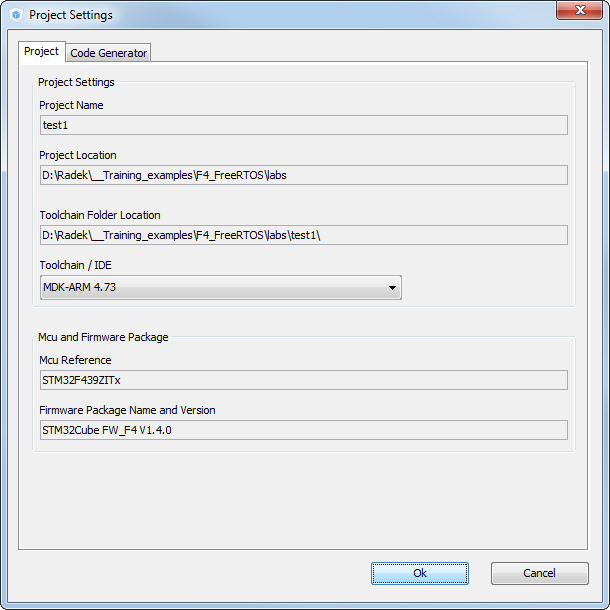 Project Settings
Project
Code Generator
Project Settings
Project Name
test1
Project Location
D:\Radek\__Training_examples\F4_FreeRTOS\labs
Toolchain Folder Location
D:\Radek\__Training_examples\F4_FreeRTOS\labs\test1\
Toolchain / IDE
MDK-ARM 4.73
Mcu and Firmware Package
Mcu Reference
STM32F439ZITx
Firmware Package Name and Version
STM32Cube FW_F4 V1.4.0
Ok
Cancel